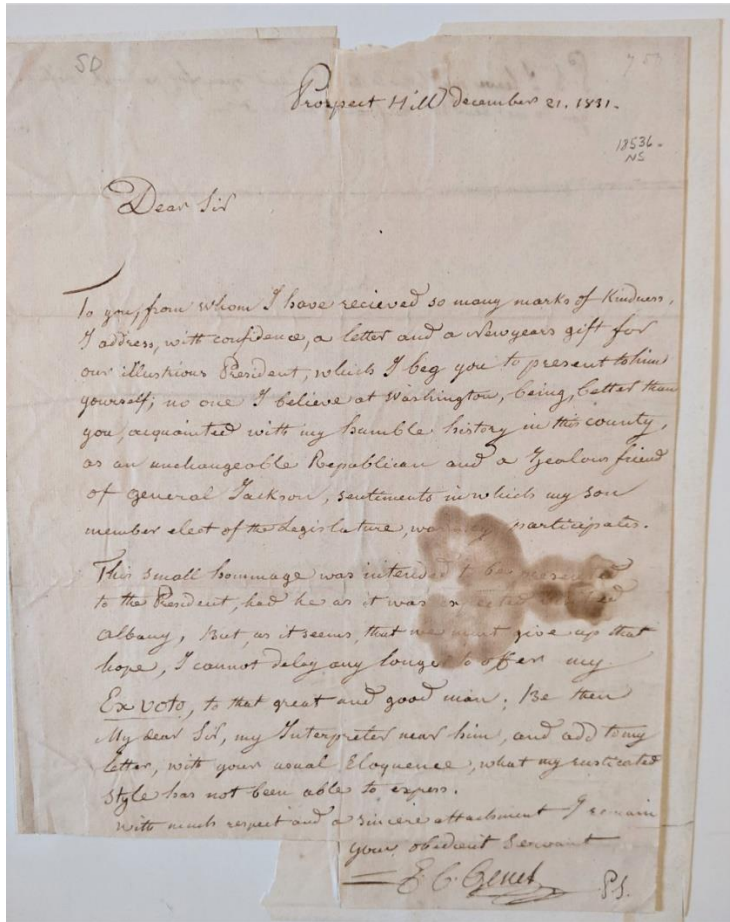 50
Prospect Hill december 21. 1831.
18536.
NS
Dear Sir
To you, from whom I have recieved so many marks of Kindness,
I address, with confidence, a letter and a Newyears gift for
our illustrious President, which I beg you to present to him
yourself; no one I believe at Washington, being, better than
you, acquainted with my humble history in this county,
as an unchangeable Republican and a Zealous friend
of general Jackson, sentiments in which my son
member elect of the Legislature, participates.
This small hommage was intended to be
to the President, had he as it was
albany, But, as it seems, that we must give up that
hope, I cannot delay any longer to offer my
Ex voto, to that great and good man; Be then
My dear Sir, my Interpreter near him, and add to my
letter, with your usual Eloquence, what my rusticated
style has not been able to express.
with much respect and a sincere attachment I remain
your obedient Servant
E. C. Genet
P.S.